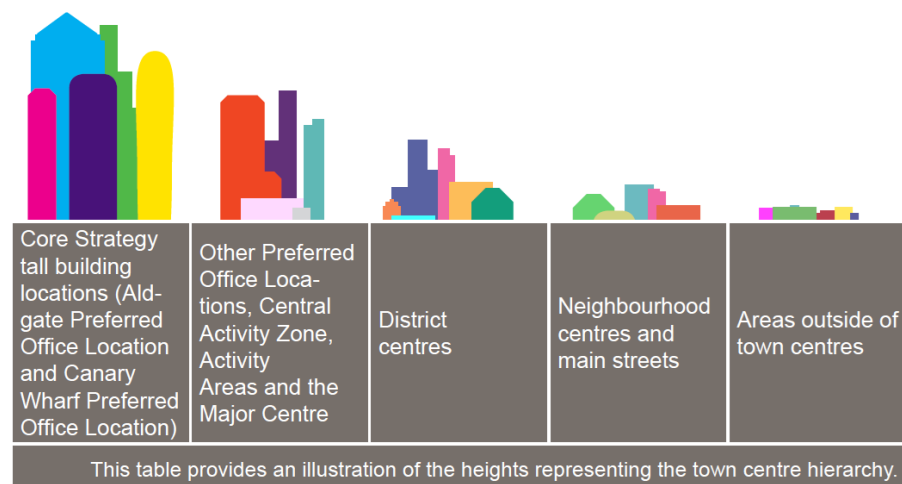 Core Strategy
tall building
locations (Ald-
gate Preferred
Office Location
and Canary
Wharf Preferred
Office Location)
Other Preferred
Office Loca-
tions, Central
Activity Zone,
Activity
Areas and the
Major Centre
District
centres
Neighbourhood
centres and
main streets
Areas outside of
town centres
This table provides an illustration of the heights representing the town centre hierarchy.